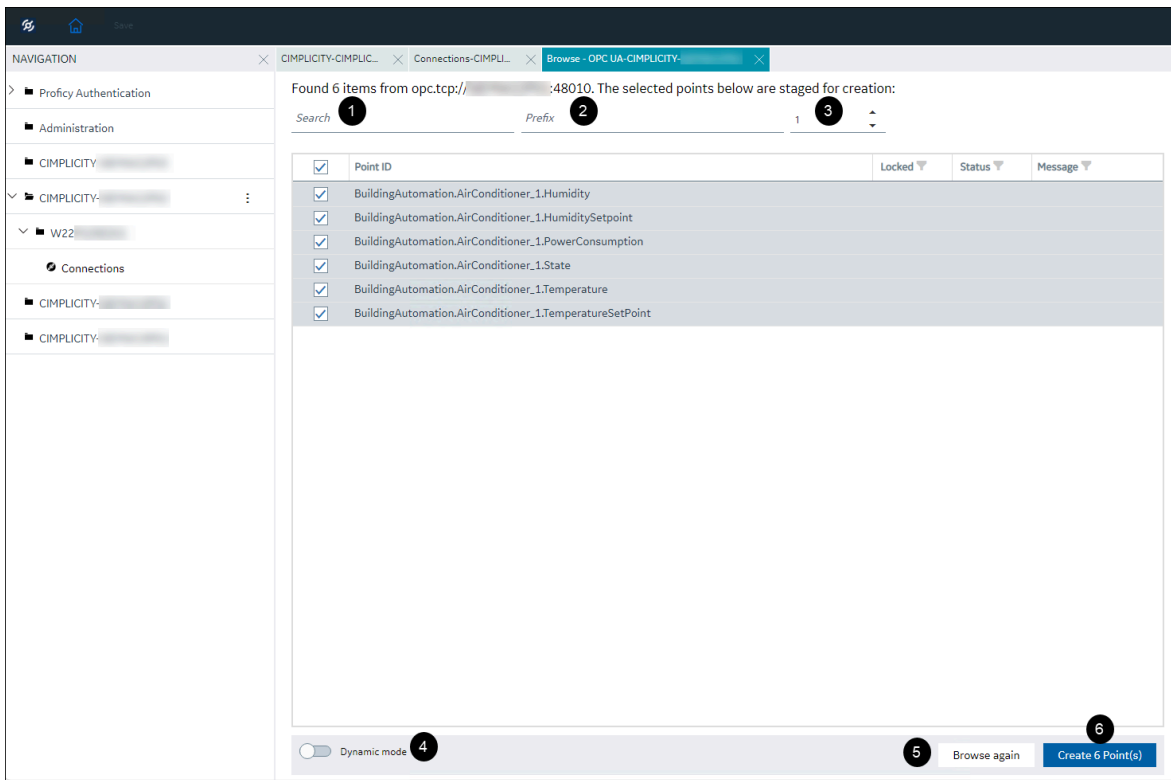 Save
NAVIGATION
CIMPLICITY-CIMPLIC...
Connections-CIMPLI...
Browse - OPC UA-CIMPLICITY-
Proficy Authentication
Administration
CIMPLICITY
CIMPLICITY-
W22
Connections
CIMPLICITY-
CIMPLICITY-
Found 6 items from opc.tcp:// :48010. The selected points below are staged for creation:
Search 1 Prefix 2 1 3
Point ID Locked Status Message
BuildingAutomation.AirConditioner_1.Humidity
BuildingAutomation.AirConditioner_1.HumiditySetpoint
BuildingAutomation.AirConditioner_1.PowerConsumption
BuildingAutomation.AirConditioner_1.State
BuildingAutomation.AirConditioner_1.Temperature
BuildingAutomation.AirConditioner_1.TemperatureSetPoint
Dynamic mode 4
5 Browse again
6
Create 6 Point(s)